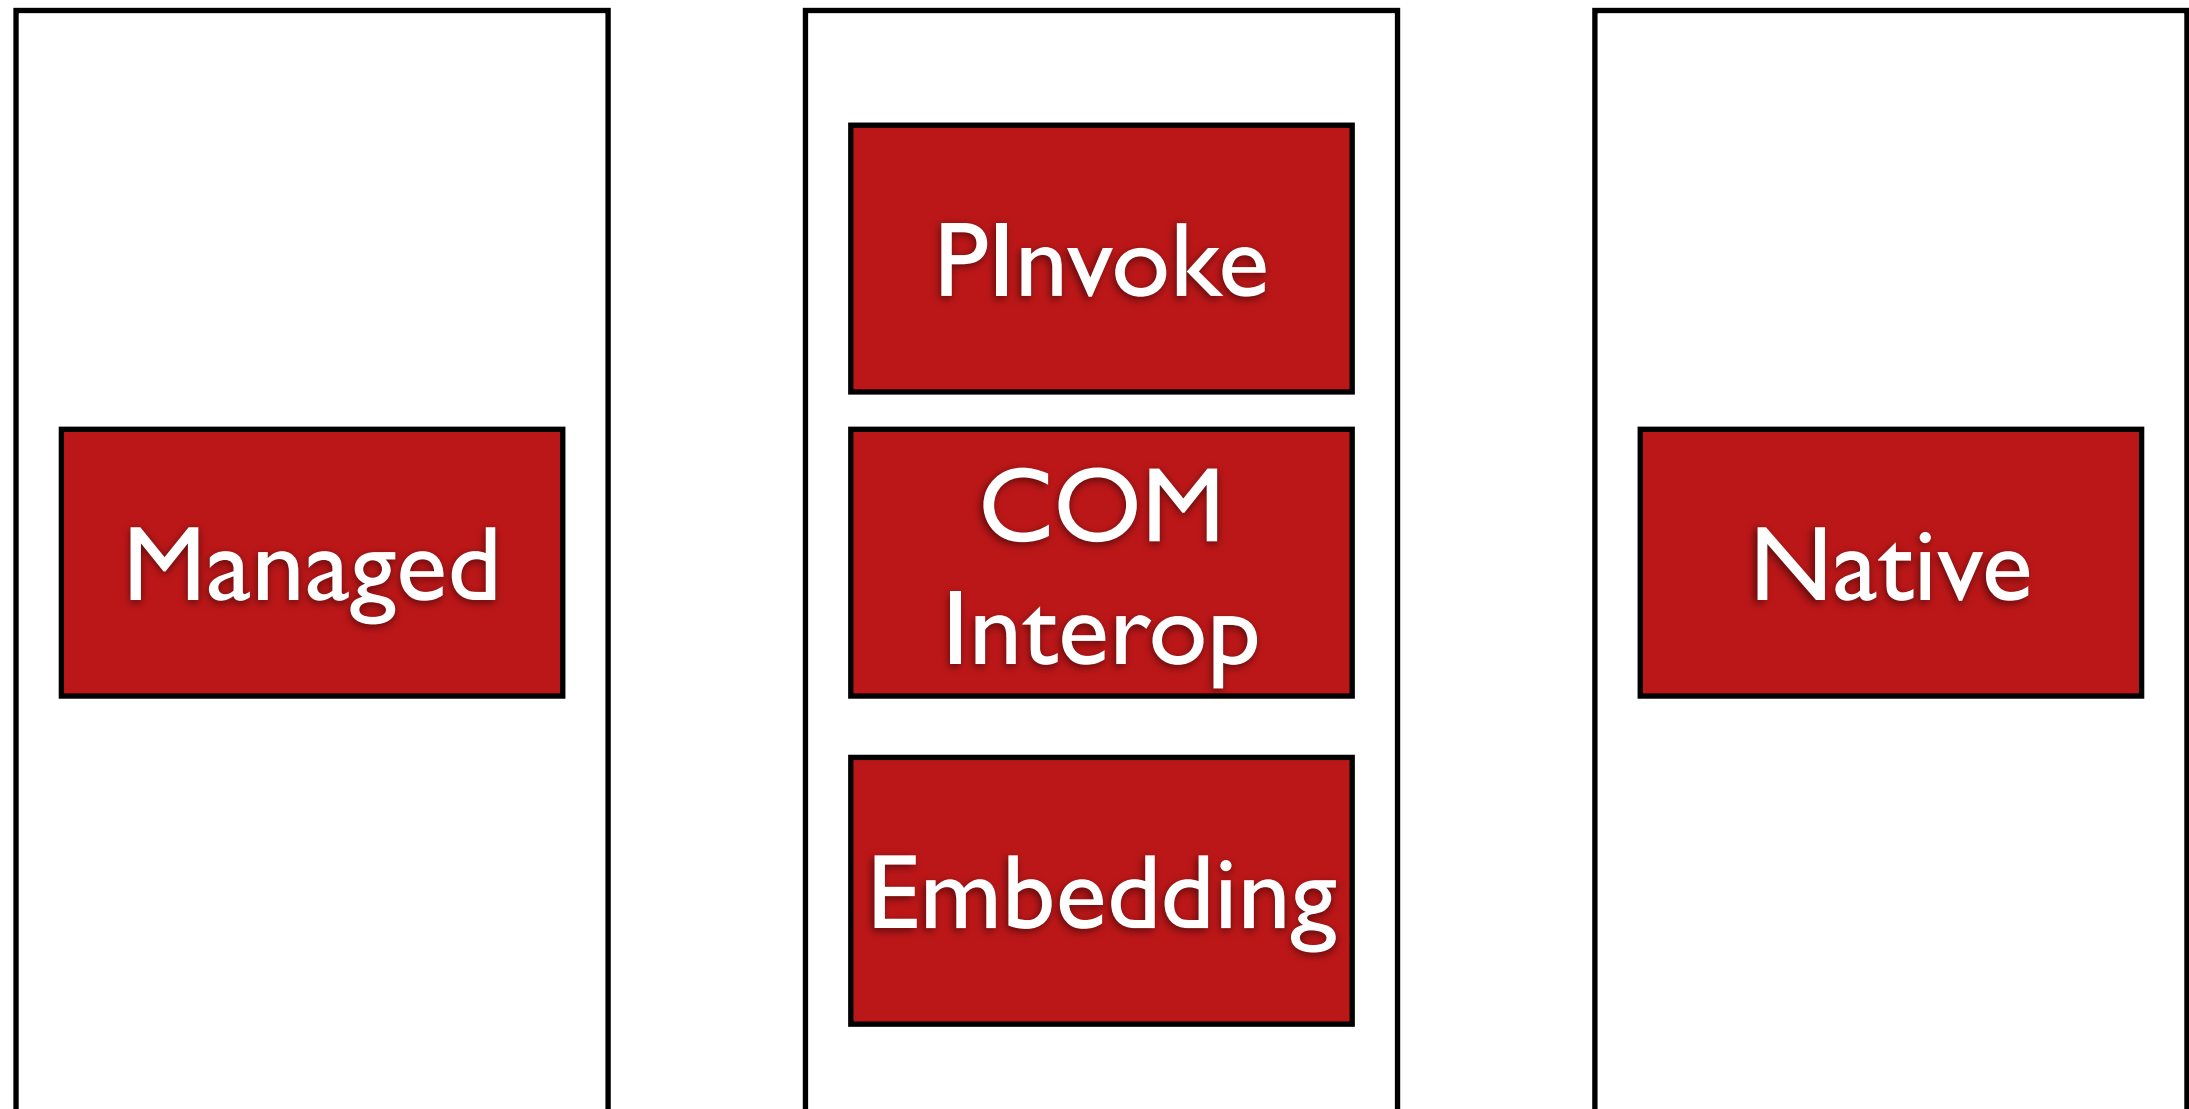 Managed
PInvoke
COM
Interop
Embedding
Native